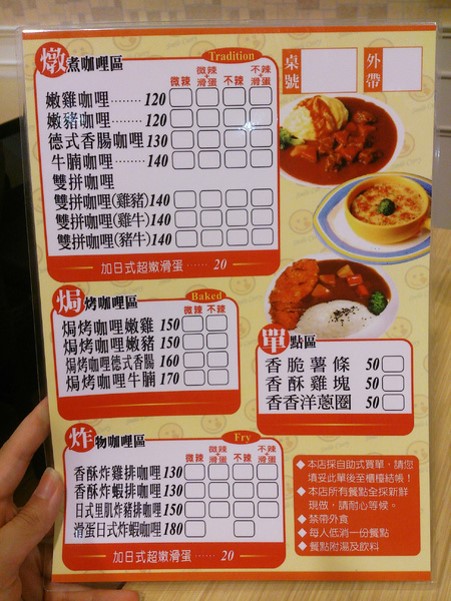 燉煮咖哩區
Tradition
微辣 微辣+滑蛋 不辣 不辣+滑蛋
嫩雞咖哩……… 120
嫩豬咖哩……… 120
德式香腸咖哩 130
牛腩咖哩……… 140
雙拼咖哩
雙拼咖哩(雞豬)140
雙拼咖哩(雞牛)140
雙拼咖哩(豬牛)140
加日式超嫩滑蛋…… 20
桌號
外帶
焗烤咖哩區
Baked
微辣 不辣
焗烤咖哩嫩雞 150
焗烤咖哩嫩豬 150
焗烤咖哩德式香腸 160
焗烤咖哩牛腩 170
單點區
香脆薯條 50
香酥雞塊 50
香香洋蔥圈 50
炸物咖哩區
Fry
微辣 微辣+滑蛋 不辣 不辣+滑蛋
香酥炸雞排咖哩 130
香酥炸蝦排咖哩 130
日式里肌炸豬排咖哩 150
滑蛋日式炸蝦咖哩 180
加日式超嫩滑蛋…… 20
◆本店採自助式買單，請您
填妥此單後至櫃檯結帳！
◆本店所有餐點全採新鮮
現做，請耐心等候。
◆禁帶外食
◆每人低消一份餐點
◆餐點附湯及飲料